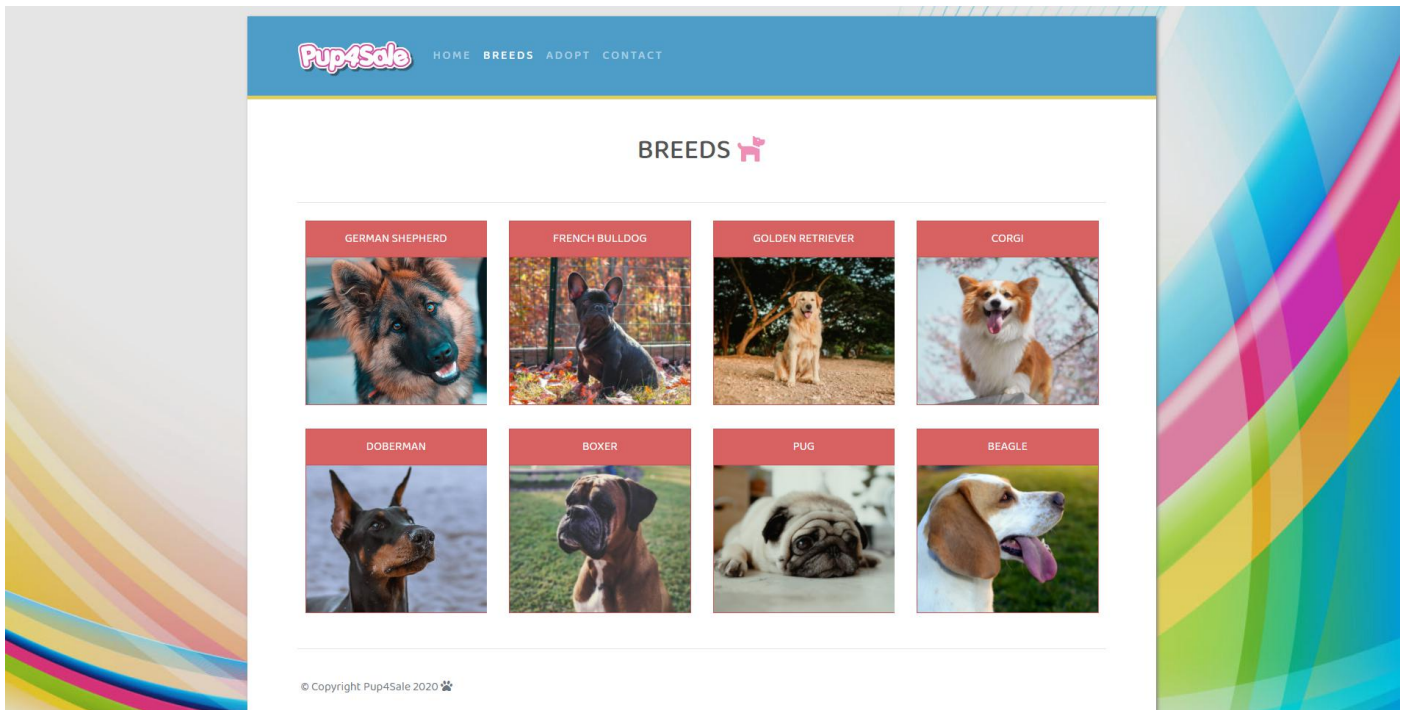 Pup4Sale HOME BREEDS ADOPT CONTACT
BREEDS
GERMAN SHEPHERD FRENCH BULLDOG GOLDEN RETRIEVER CORGI
DOBERMAN BOXER PUG BEAGLE
© Copyright Pup4Sale 2020